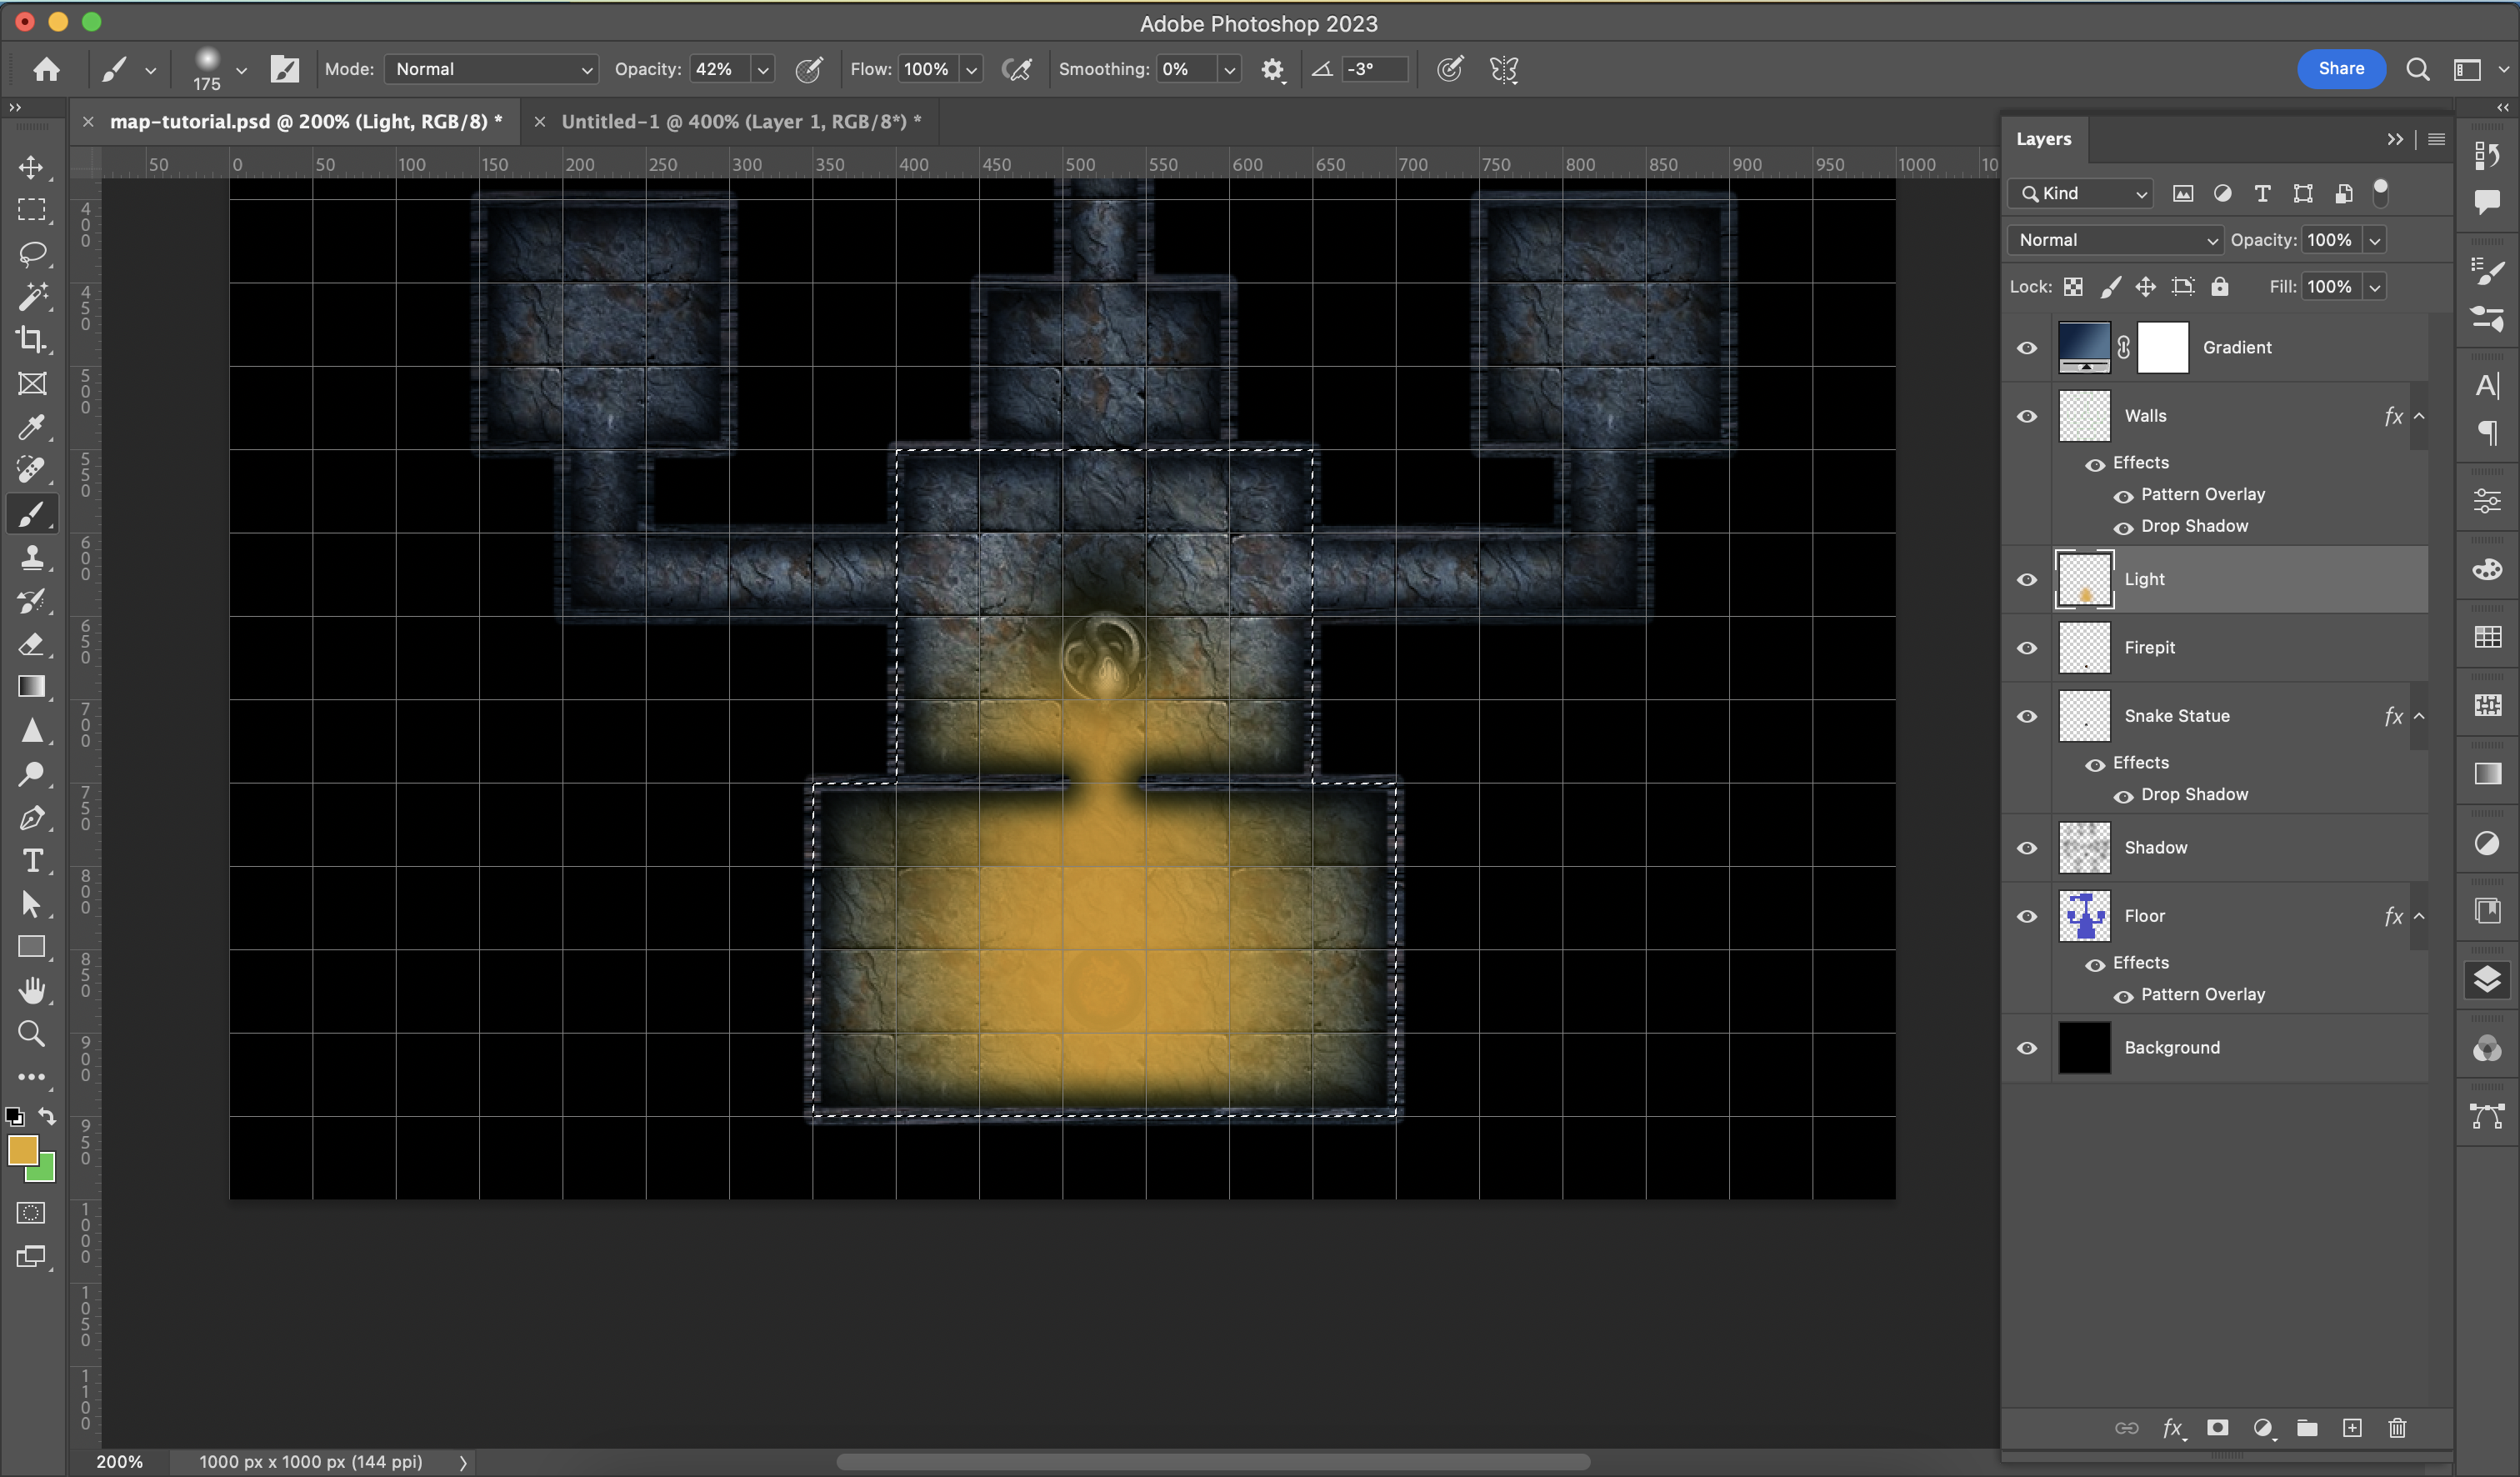 Adobe Photoshop 2023
175 Mode: Normal Opacity: 42% Flow: 100% Smoothing: 0% -3° Share
map-tutorial.psd @ 200% (Light, RGB/8) * Untitled-1 @ 400% (Layer 1, RGB/8*) *
50 0 50 100 150 200 250 300 350 400 450 500 550 600 650 700 750 800 850 900 950 1000 10
400
450
500
550
600
650
700
750
800
850
900
950
1000
1050
1100
Layers
Kind
Normal Opacity: 100%
Lock: Fill: 100%
Gradient
Walls fx
Effects
Pattern Overlay
Drop Shadow
Light
Firepit
Snake Statue fx
Effects
Drop Shadow
Shadow
Floor fx
Effects
Pattern Overlay
Background
fx
200% 1000 px x 1000 px (144 ppi)